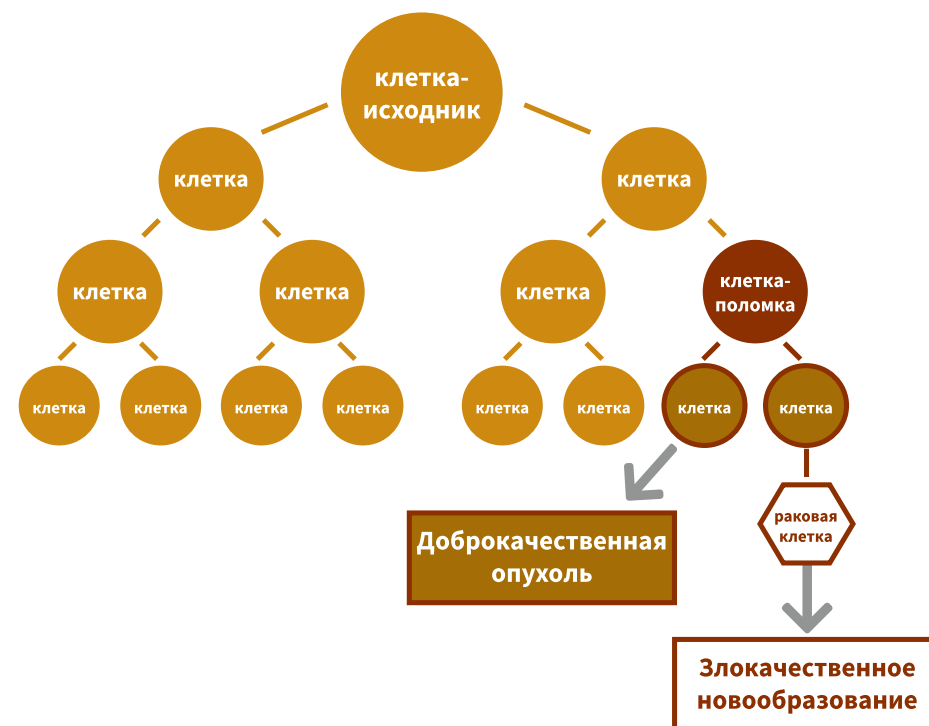 клетка-
исходник
клетка
клетка
клетка
клетка
клетка
клетка-
поломка
клетка
клетка
клетка
клетка
клетка
клетка
клетка
клетка
раковая
клетка
Доброкачественная
опухоль
Злокачественное
новообразование